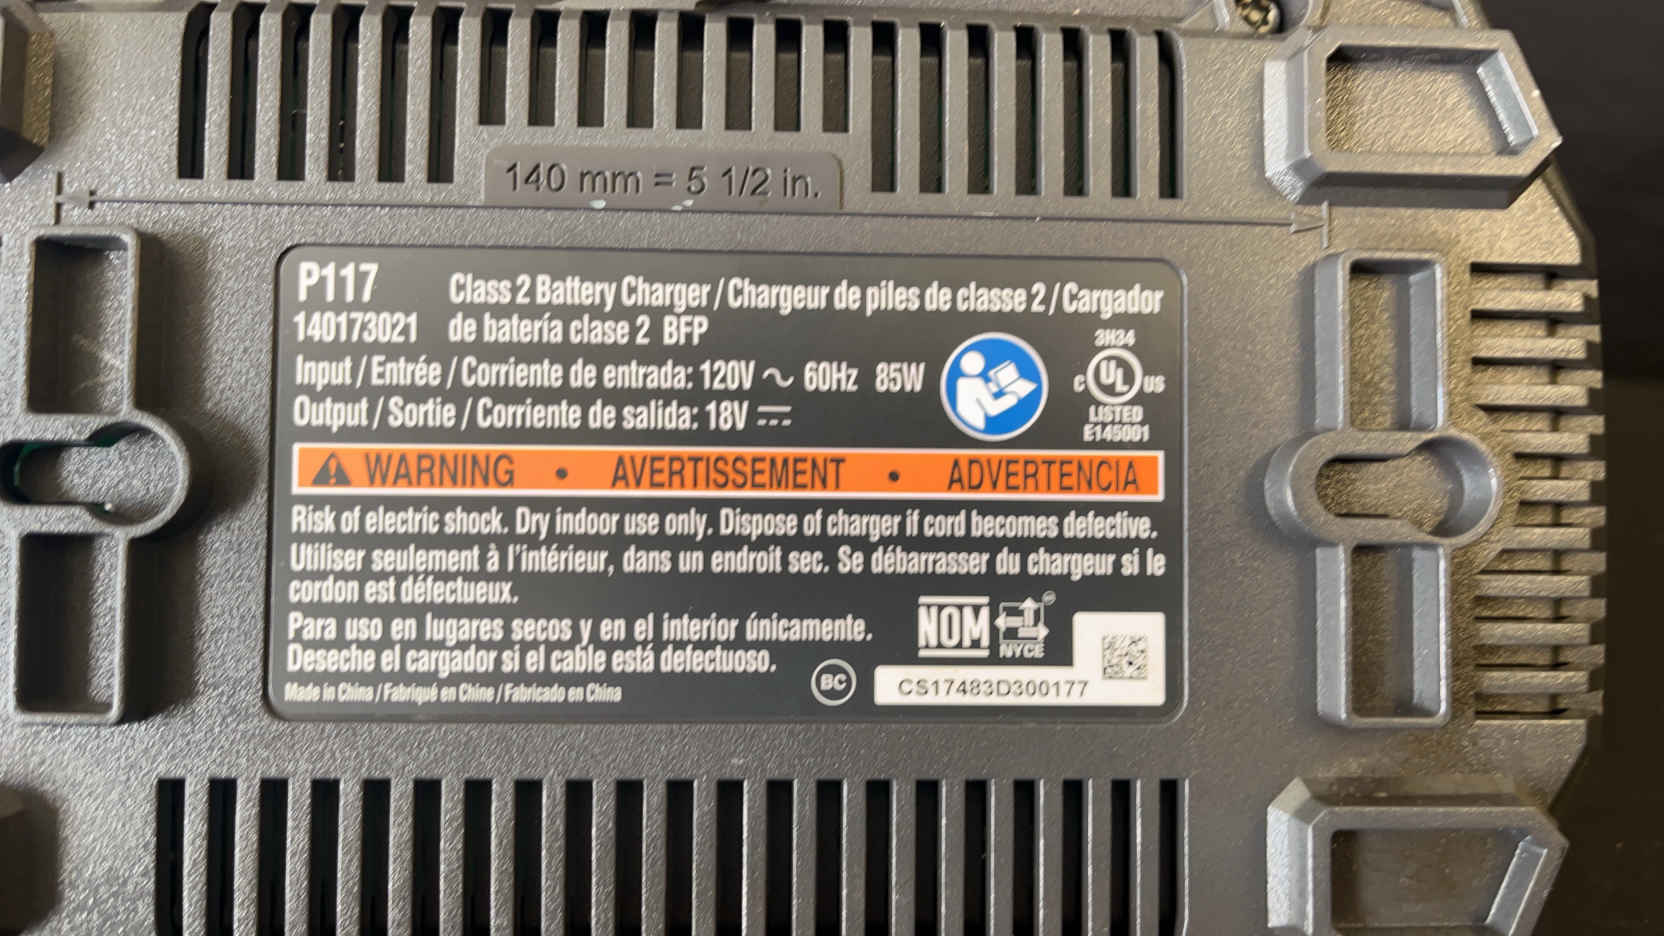 140 mm = 5 1/2 in.
P117
Class 2 Battery Charger / Chargeur de piles de classe 2 / Cargador
140173021 de batería clase 2 BFP
Input / Entrée / Corriente de entrada: 120V ~ 60Hz 85W
Output / Sortie / Corriente de salida: 18V ⎓
3H34
C UL US
LISTED
E145001
⚠ WARNING • AVERTISSEMENT • ADVERTENCIA
Risk of electric shock. Dry indoor use only. Dispose of charger if cord becomes defective.
Utiliser seulement à l'intérieur, dans un endroit sec. Se débarrasser du chargeur si le
cordon est défectueux.
Para uso en lugares secos y en el interior únicamente.
Deseche el cargador si el cable está defectuoso.
Made in China / Fabriqué en Chine / Fabricado en China
NOM
NYCE
BC
CS17483D300177